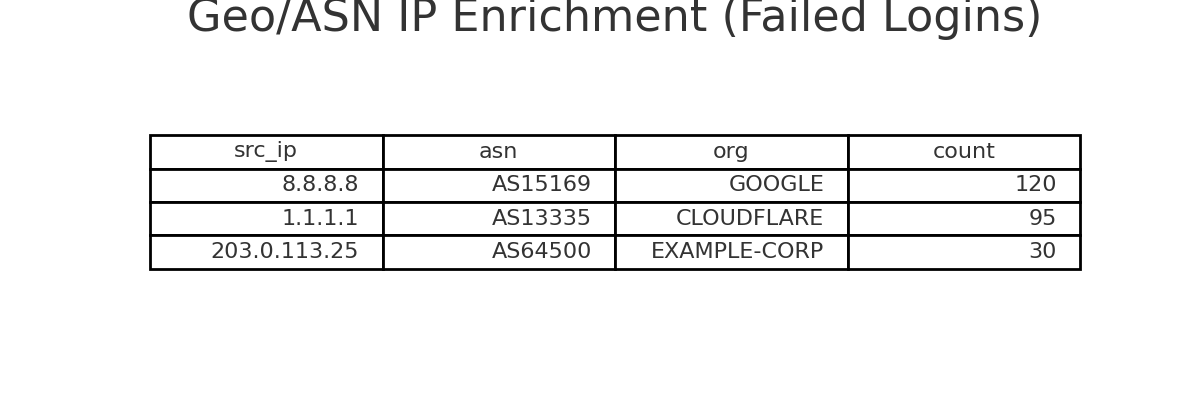 Geo/ASN IP Enrichment (Failed Logins)
src_ip asn org count
8.8.8.8 AS15169 GOOGLE 120
1.1.1.1 AS13335 CLOUDFLARE 95
203.0.113.25 AS64500 EXAMPLE-CORP 30